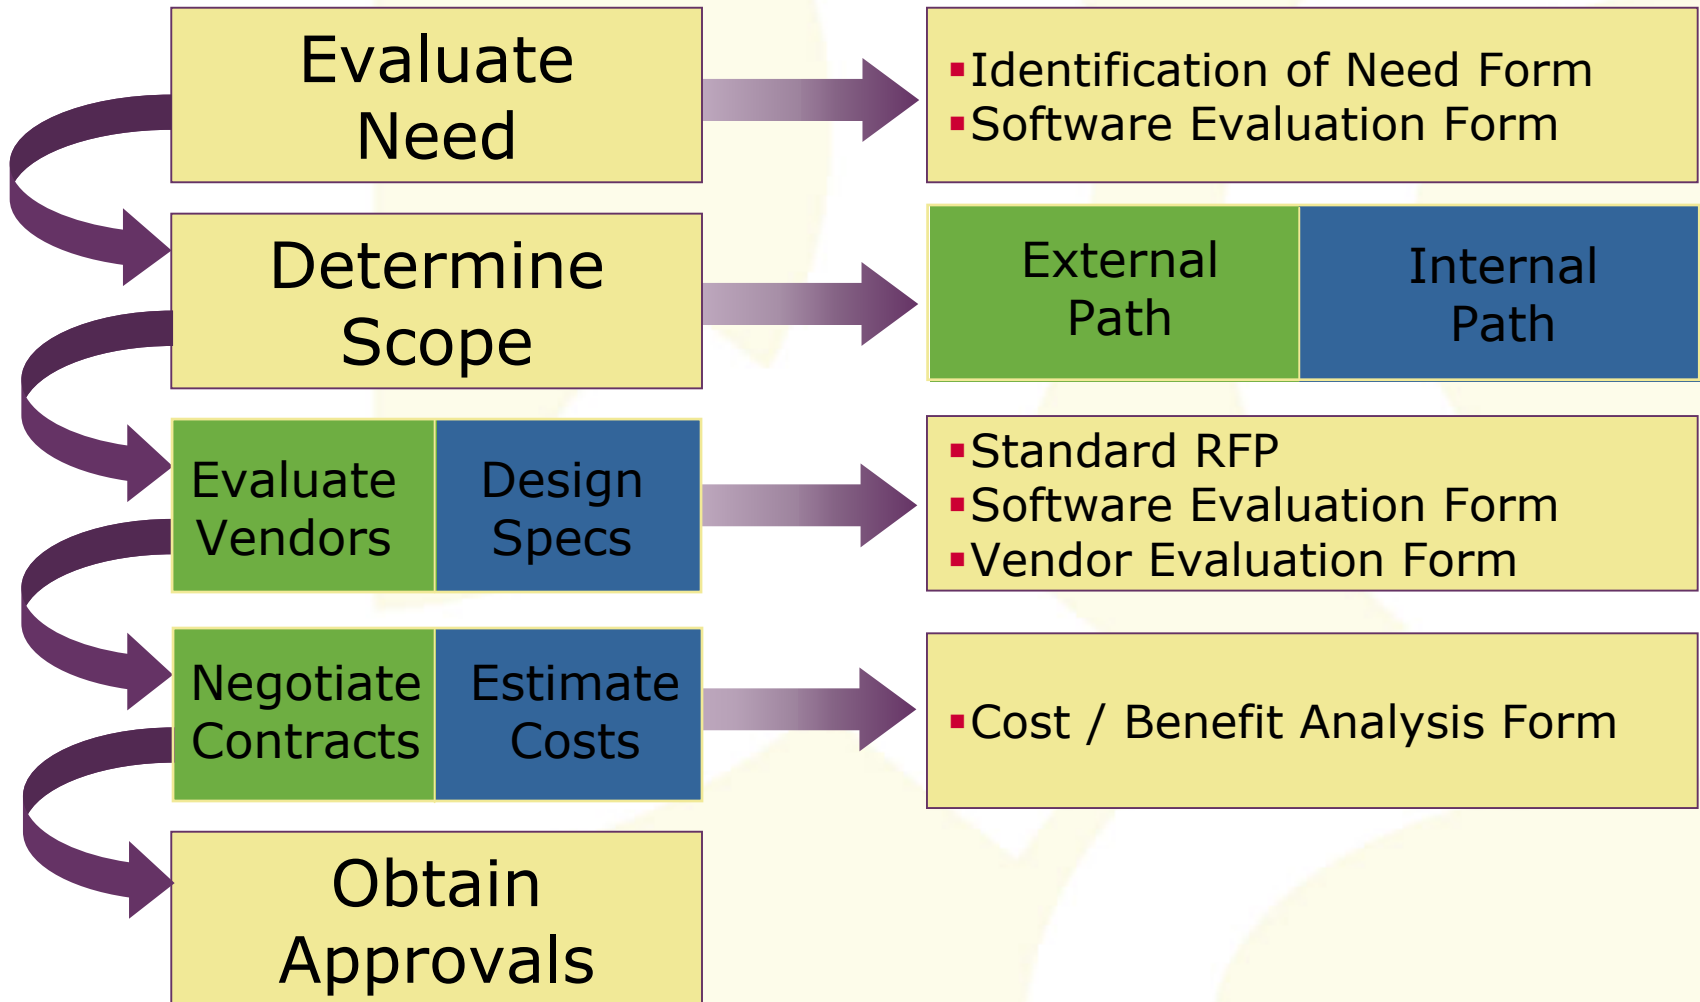 Evaluate
Need
▪Identification of Need Form
▪Software Evaluation Form
Determine
Scope
External
Path
Internal
Path
Evaluate
Vendors
Design
Specs
▪Standard RFP
▪Software Evaluation Form
▪Vendor Evaluation Form
Negotiate
Contracts
Estimate
Costs
▪Cost / Benefit Analysis Form
Obtain
Approvals